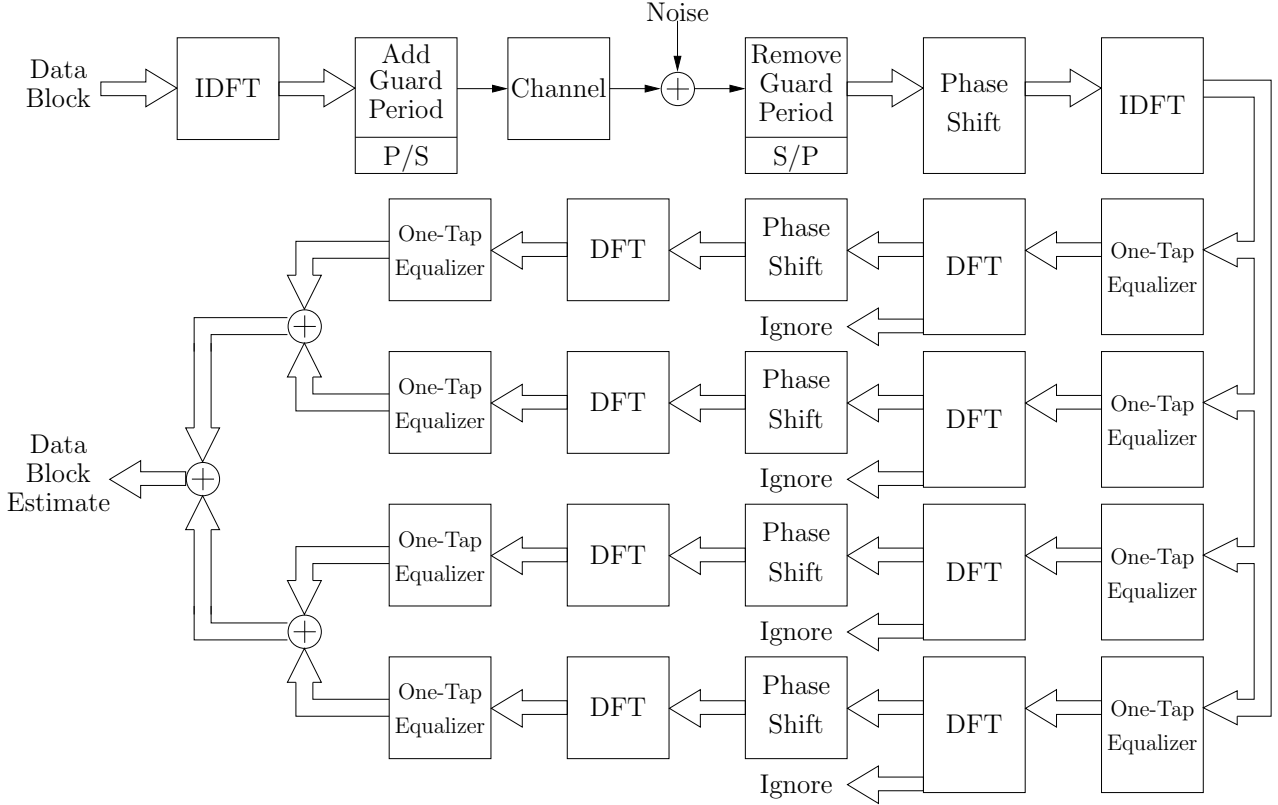 Noise
Data
Block
IDFT
Add
Guard
Period
P/S
Channel
Remove
Guard
Period
S/P
Phase
Shift
IDFT
One-Tap
Equalizer
DFT
Phase
Shift
DFT
One-Tap
Equalizer
Ignore
One-Tap
Equalizer
DFT
Phase
Shift
DFT
One-Tap
Equalizer
Ignore
Data
Block
Estimate
One-Tap
Equalizer
DFT
Phase
Shift
DFT
One-Tap
Equalizer
Ignore
One-Tap
Equalizer
DFT
Phase
Shift
DFT
One-Tap
Equalizer
Ignore